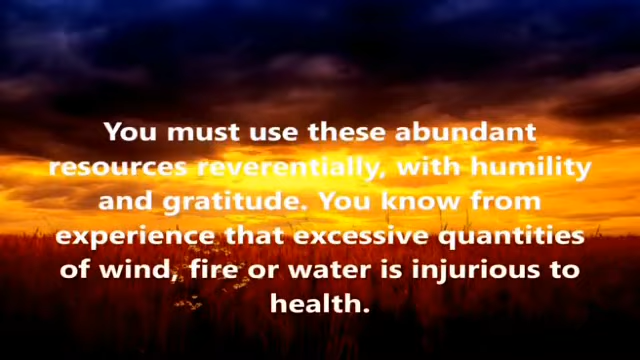 You must use these abundant
resources reverentially, with humility
and gratitude. You know from
experience that excessive quantities
of wind, fire or water is injurious to
health.